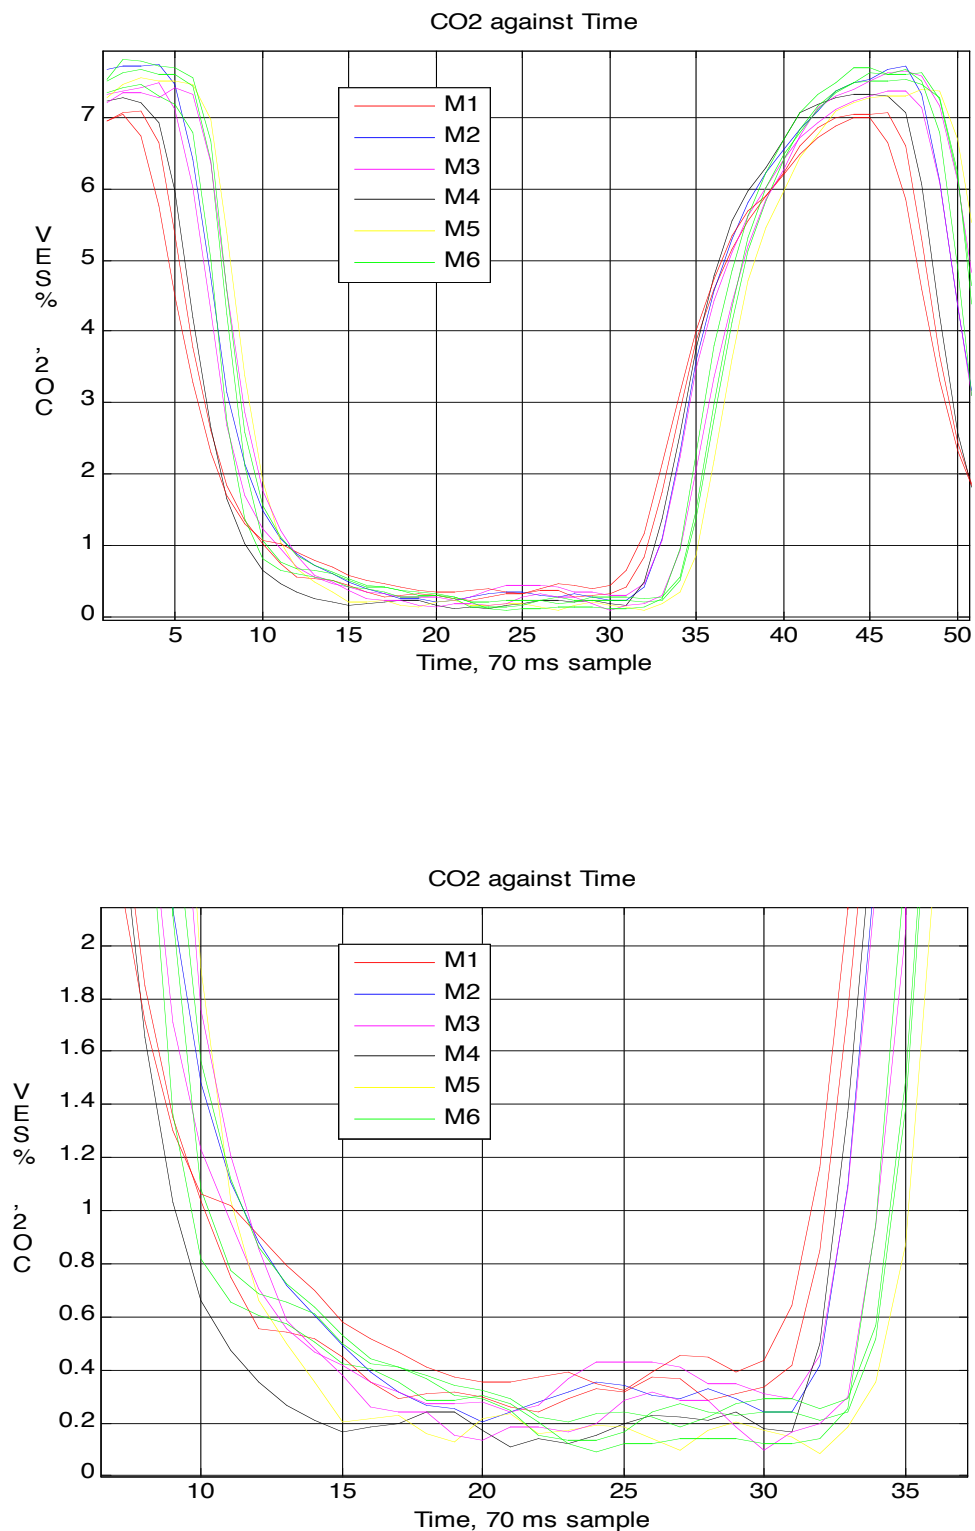 CO2 against Time
7
6
5
4
3
2
1
0
CO2, %SEV
M1
M2
M3
M4
M5
M6
5 10 15 20 25 30 35 40 45 50
Time, 70 ms sample
CO2 against Time
2
1.8
1.6
1.4
1.2
1
0.8
0.6
0.4
0.2
0
CO2, %SEV
M1
M2
M3
M4
M5
M6
10 15 20 25 30 35
Time, 70 ms sample